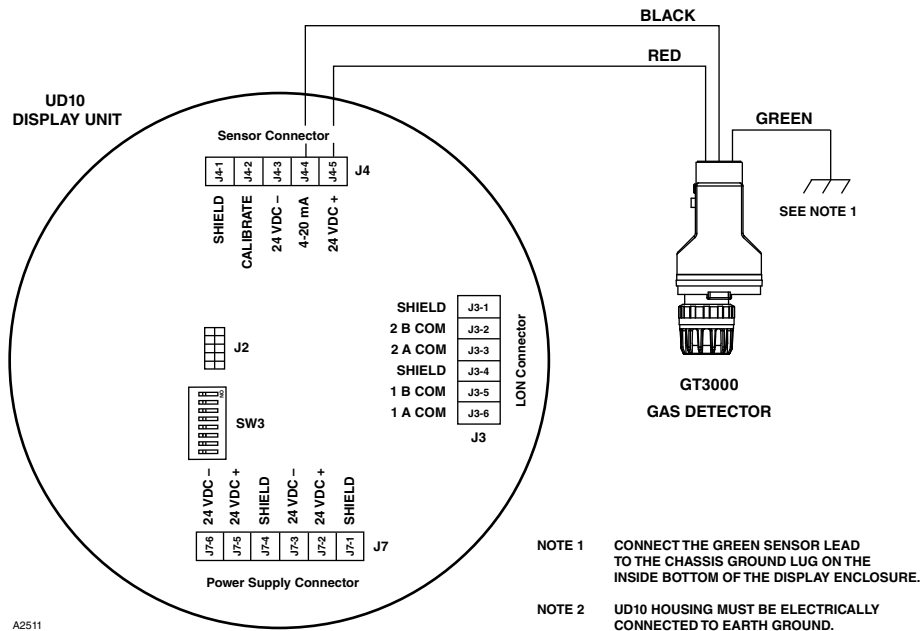 BLACK
RED
GREEN
SEE NOTE 1
UD10
DISPLAY UNIT
Sensor Connector
J4-1 J4-2 J4-3 J4-4 J4-5 J4
SHIELD
CALIBRATE
24 VDC –
4-20 mA
24 VDC +
SHIELD J3-1
2 B COM J3-2
2 A COM J3-3
SHIELD J3-4
1 B COM J3-5
1 A COM J3-6
J3
LON Connector
GT3000
GAS DETECTOR
J2
ON
SW3
24 VDC –
24 VDC +
SHIELD
24 VDC –
24 VDC +
SHIELD
J7-6 J7-5 J7-4 J7-3 J7-2 J7-1 J7
Power Supply Connector
NOTE 1 CONNECT THE GREEN SENSOR LEAD
TO THE CHASSIS GROUND LUG ON THE
INSIDE BOTTOM OF THE DISPLAY ENCLOSURE.
NOTE 2 UD10 HOUSING MUST BE ELECTRICALLY
CONNECTED TO EARTH GROUND.
A2511